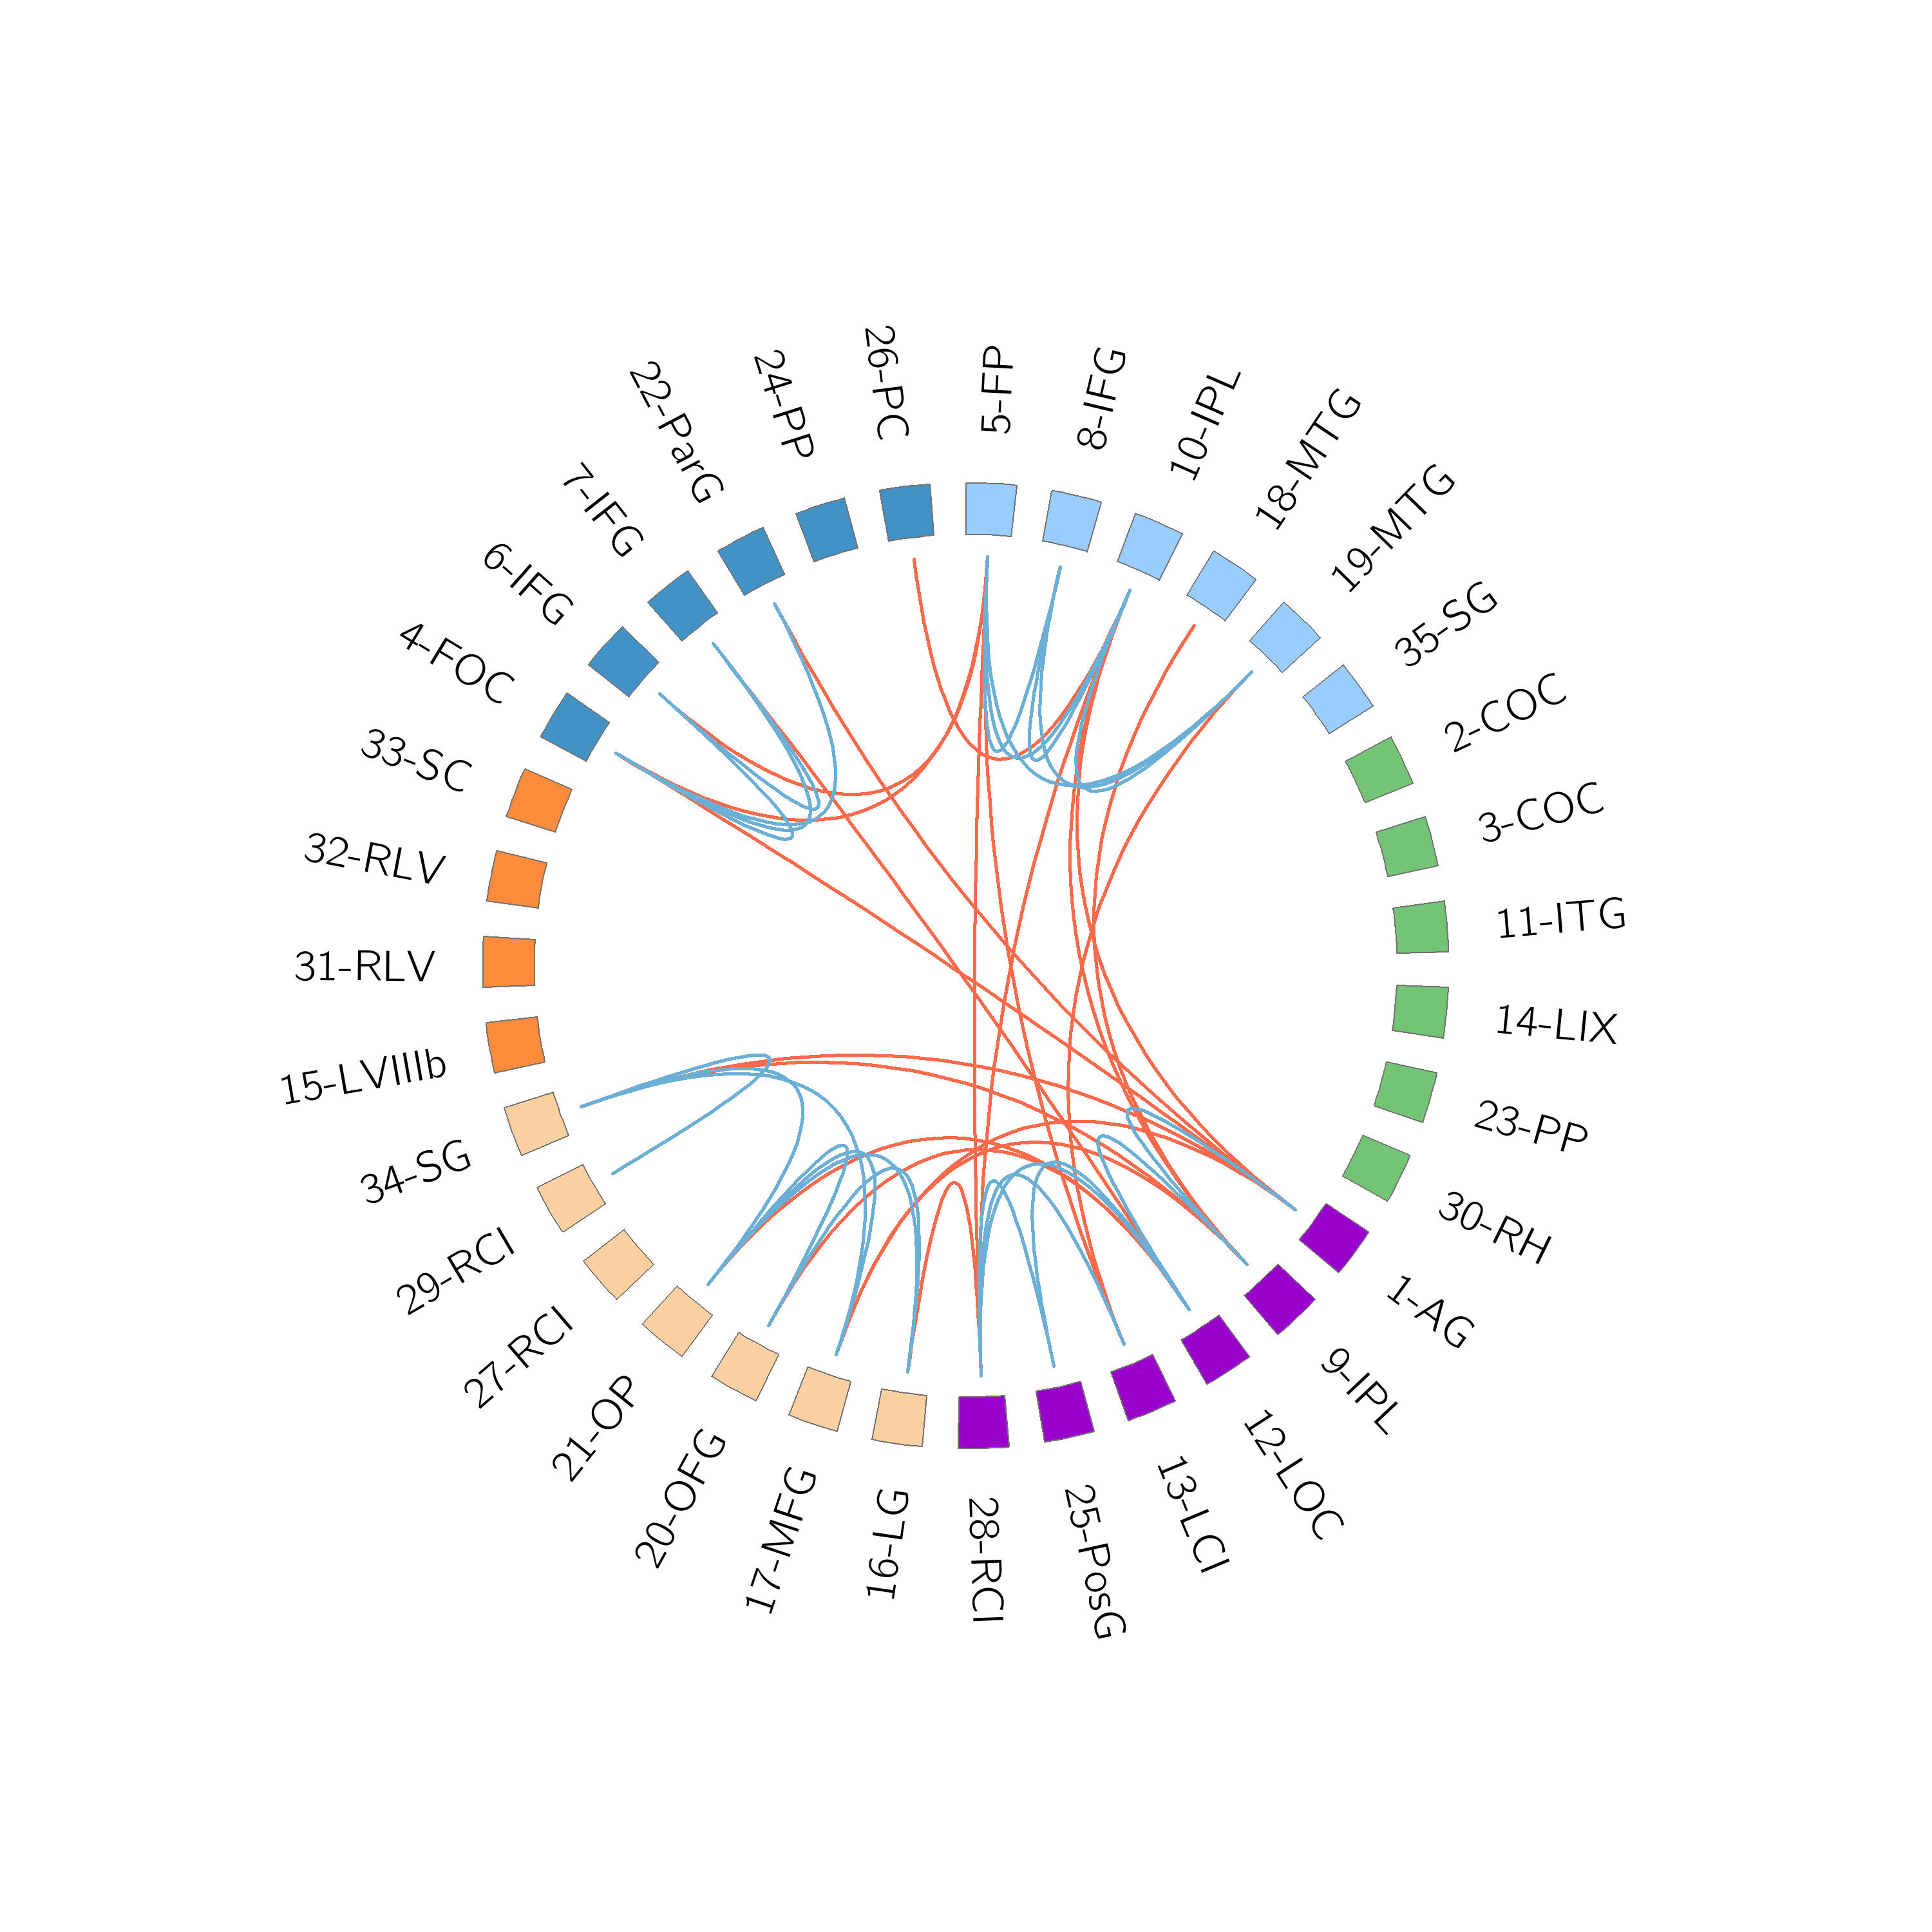 5-FP
8-IFG
10-IPL
18-MTG
19-MTG
35-SG
2-COC
3-COC
11-ITG
14-LIX
23-PP
30-RH
1-AG
9-IPL
12-LOC
13-LCI
25-PosG
28-RCI
16-LG
17-MFG
20-OFG
21-OP
27-RCI
29-RCI
34-SG
15-LVIIIIb
31-RLV
32-RLV
33-SC
4-FOC
6-IFG
7-IFG
22-ParG
24-PP
26-PC